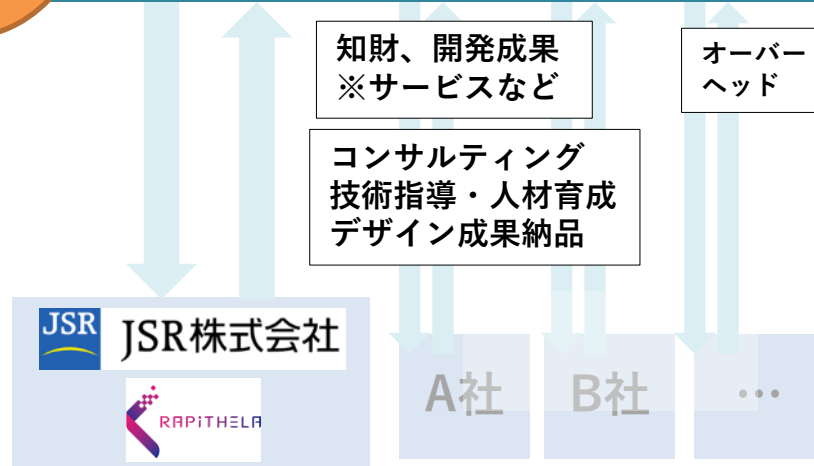 知財、開発成果
※サービスなど
オーバー
ヘッド
コンサルティング
技術指導・人材育成
デザイン成果納品
JSR
JSR株式会社
RAPiTHELA
A社
B社
…